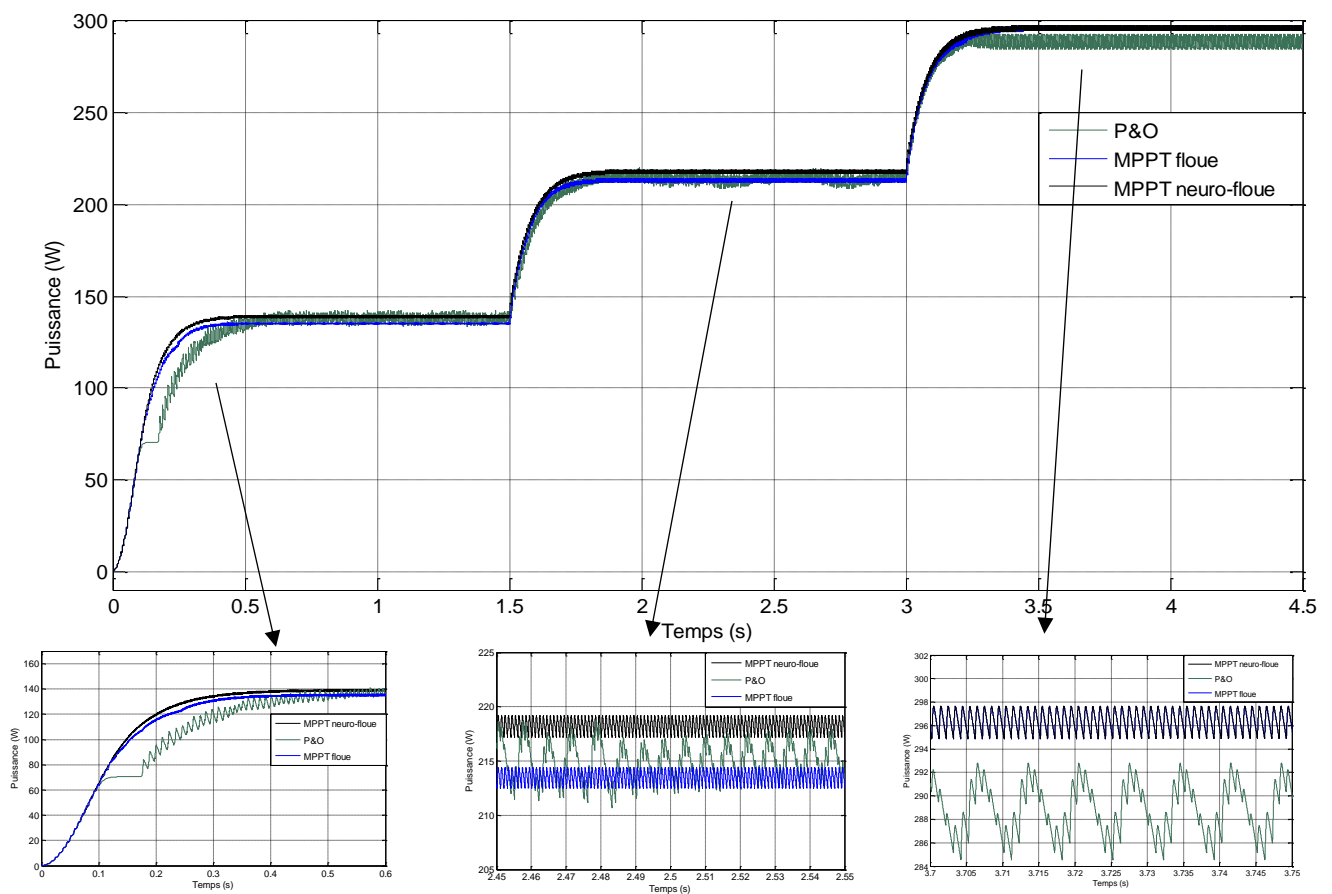 300
250
200
150
100
50
0
Puissance (W)
P&O
MPPT floue
MPPT neuro-floue
0 0.5 1 1.5 2 2.5 3 3.5 4 4.5
Temps (s)
160
140
120
100
80
60
40
20
0
Puissance (W)
MPPT neuro-floue
P&O
MPPT floue
0 0.1 0.2 0.3 0.4 0.5 0.6
Temps (s)
225
220
215
210
205
Puissance (W)
MPPT neuro-floue
P&O
MPPT floue
2.45 2.46 2.47 2.48 2.49 2.5 2.51 2.52 2.53 2.54 2.55
Temps (s)
302
300
298
296
294
292
290
288
286
284
Puissance (W)
MPPT neuro-floue
P&O
MPPT floue
3.7 3.705 3.71 3.715 3.72 3.725 3.73 3.735 3.74 3.745 3.75
Temps (s)